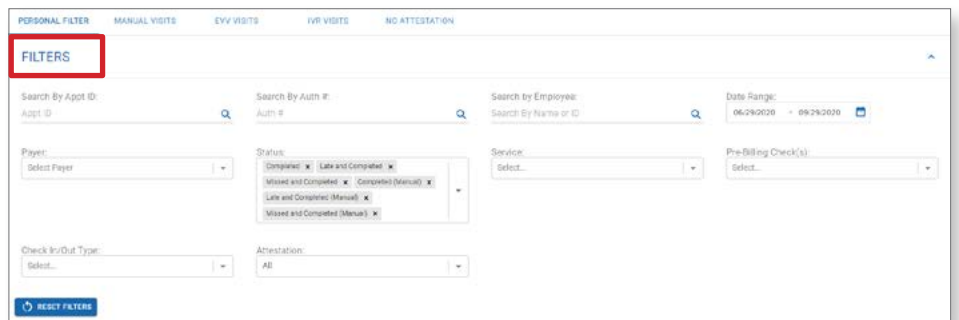 PERSONAL FILTER MANUAL VISITS EVV VISITS IVR VISITS NO ATTESTATION
FILTERS
Search By Appt ID: Search By Auth #: Search by Employee: Date Range:
Appt ID Auth # Search By Name or ID 06/29/2020 - 09/29/2020
Payer: Status: Service: Pre-Billing Check(s):
Select Payer Completed x Late and Completed x Select... Select...
Missed and Completed x Completed (Manual) x
Late and Completed (Manual) x
Missed and Completed (Manual) x
Check In/Out Type: Attestation:
Select... All
RESET FILTERS